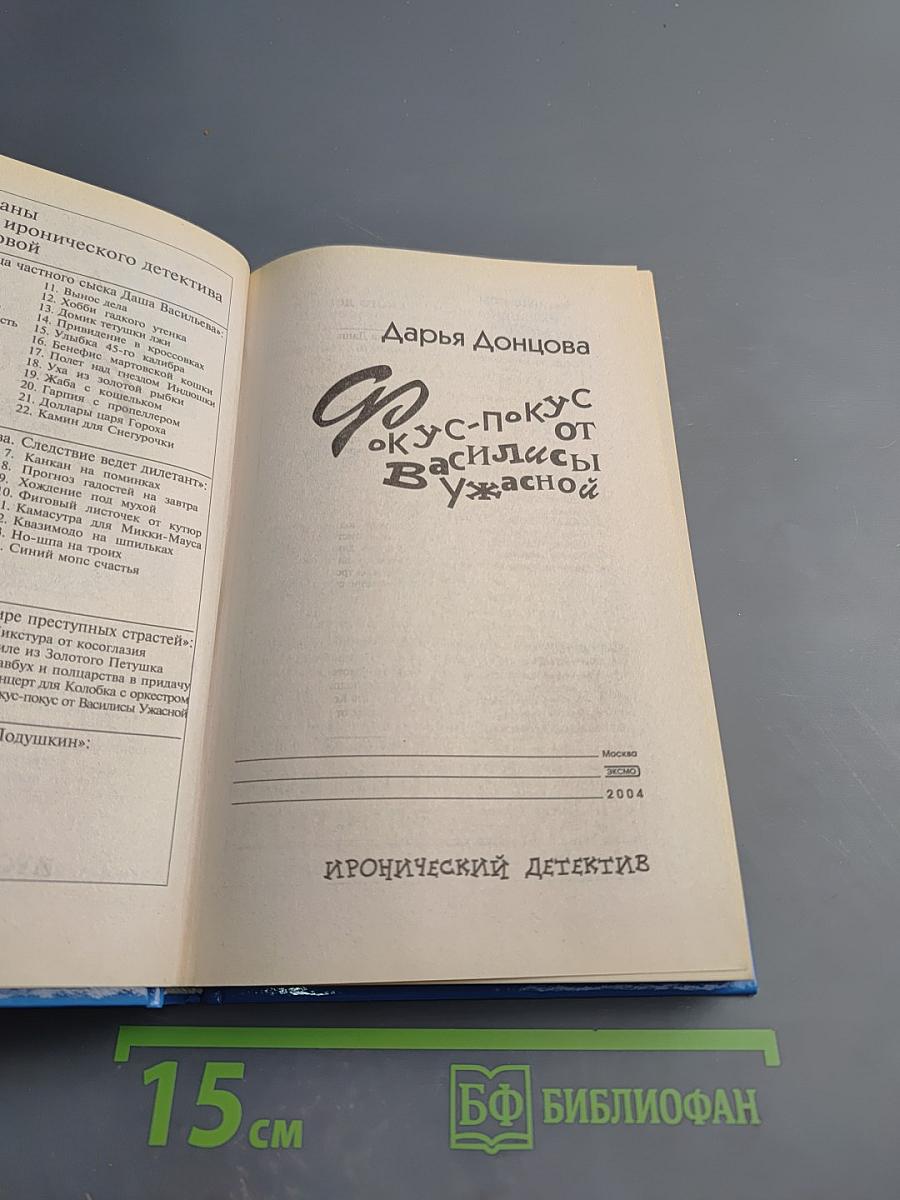 аны
иронического детектива
овой
ца частного сыска Даша Васильева»:
11. Вынос дела
12. Хобби гадкого утенка
13. Домик тетушки лжи
14. Привидение в кроссовках
15. Улыбка 45-го калибра
16. Бенефис мартовской кошки
17. Полет над гнездом Индюшки
18. Уха из золотой рыбки
19. Жаба с кошельком
20. Гарпия с пропеллером
21. Доллары царя Гороха
22. Камин для Снегурочки
ва. Следствие ведет дилетант»:
7. Канкан на поминках
8. Прогноз гадостей на завтра
9. Хождение под мухой
10. Фиговый листочек от кутюр
1. Камасутра для Микки-Мауса
2. Квазимодо на шпильках
3. Но-шпа на троих
. Синий мопс счастья
ире преступных страстей»:
Микстура от косоглазия
иле из Золотого Петушка
авбух и полцарства в придачу
нцерт для Колобка с оркестром
кус-покус от Василисы Ужасной
Подушкин»:
Дарья Донцова
Фокус-покус
от
Василисы
Ужасной
Москва
ЭКСМО
2004
ИРОНИЧЕСКИЙ ДЕТЕКТИВ
15 см
БФ БИБЛИОФАН